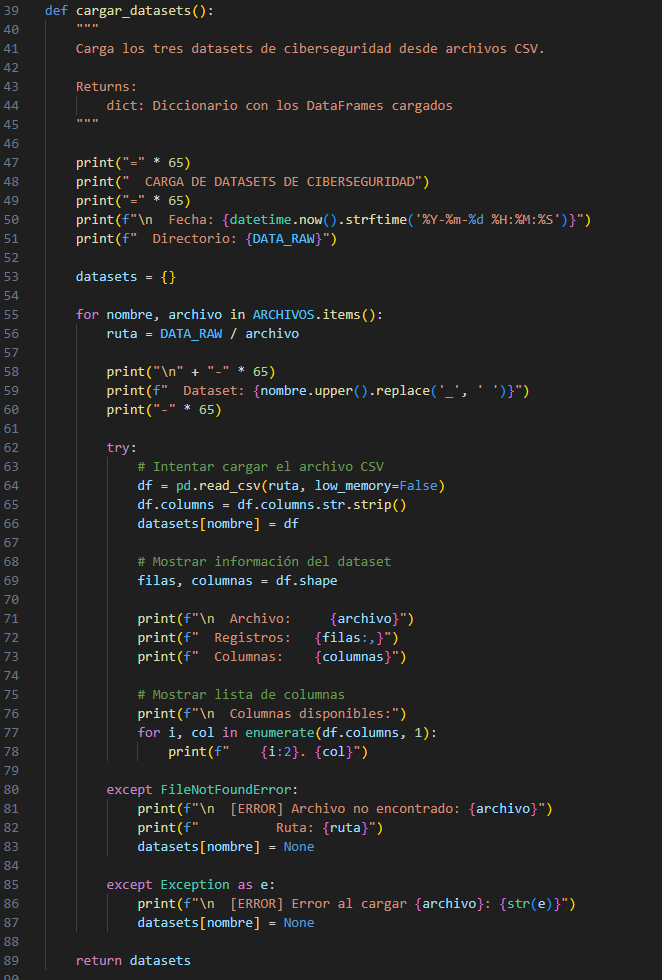 39 def cargar_datasets():
40     """
41     Carga los tres datasets de ciberseguridad desde archivos CSV.
42
43     Returns:
44         dict: Diccionario con los DataFrames cargados
45     """
46
47     print("=" * 65)
48     print("  CARGA DE DATASETS DE CIBERSEGURIDAD")
49     print("=" * 65)
50     print(f"\n  Fecha: {datetime.now().strftime('%Y-%m-%d %H:%M:%S')}")
51     print(f"  Directorio: {DATA_RAW}")
52
53     datasets = {}
54
55     for nombre, archivo in ARCHIVOS.items():
56         ruta = DATA_RAW / archivo
57
58         print("\n" + "-" * 65)
59         print(f"  Dataset: {nombre.upper().replace('_', ' ')}")
60         print("-" * 65)
61
62         try:
63             # Intentar cargar el archivo CSV
64             df = pd.read_csv(ruta, low_memory=False)
65             df.columns = df.columns.str.strip()
66             datasets[nombre] = df
67
68             # Mostrar información del dataset
69             filas, columnas = df.shape
70
71             print(f"\n  Archivo:     {archivo}")
72             print(f"  Registros:   {filas:,}")
73             print(f"  Columnas:    {columnas}")
74
75             # Mostrar lista de columnas
76             print(f"\n  Columnas disponibles:")
77             for i, col in enumerate(df.columns, 1):
78                 print(f"    {i:2}. {col}")
79
80         except FileNotFoundError:
81             print(f"\n  [ERROR] Archivo no encontrado: {archivo}")
82             print(f"          Ruta: {ruta}")
83             datasets[nombre] = None
84
85         except Exception as e:
86             print(f"\n  [ERROR] Error al cargar {archivo}: {str(e)}")
87             datasets[nombre] = None
88
89     return datasets
90